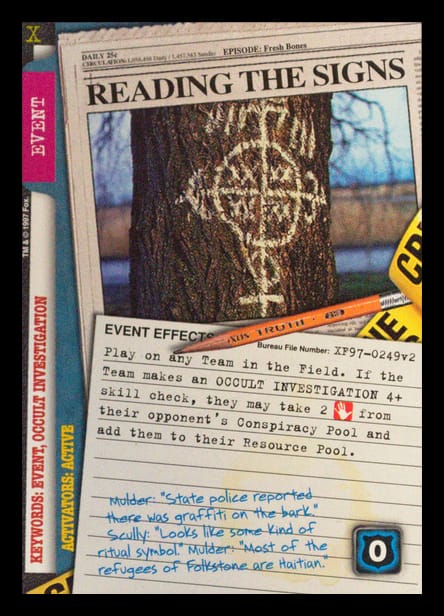 X
EVENT
TM & © 1997 Fox.
KEYWORDS: EVENT, OCCULT INVESTIGATION
ACTIVATORS: ACTIVE
DAILY 25¢
EPISODE: Fresh Bones
READING THE SIGNS
TRUTH
EVENT EFFECTS
Bureau File Number: XF97-0249v2
Play on any Team in the Field. If the
Team makes an OCCULT INVESTIGATION 4+
skill check, they may take 2 from
their opponent's Conspiracy Pool and
add them to their Resource Pool.
Mulder: "State police reported
there was graffiti on the bark."
Scully: "Looks like some kind of
ritual symbol." Mulder: "Most of the
refugees of Folkstone are Haitian."
0